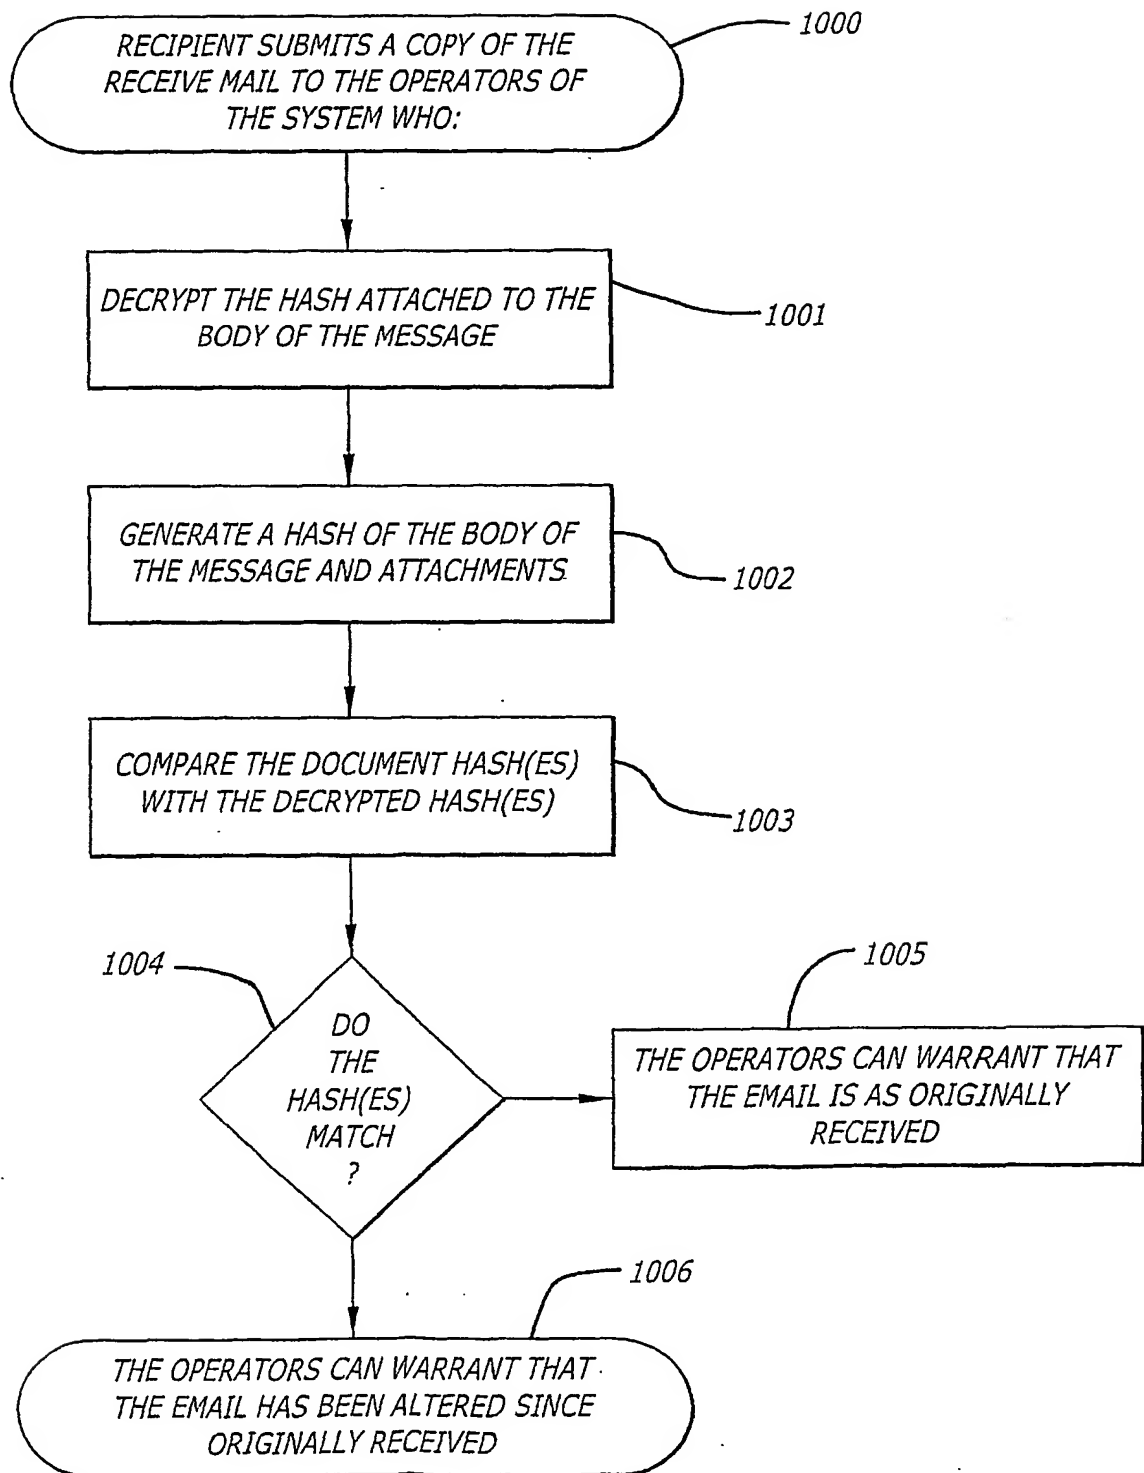 1000
RECIPIENT SUBMITS A COPY OF THE
RECEIVE MAIL TO THE OPERATORS OF
THE SYSTEM WHO:
DECRYPT THE HASH ATTACHED TO THE
BODY OF THE MESSAGE
1001
GENERATE A HASH OF THE BODY OF
THE MESSAGE AND ATTACHMENTS
1002
COMPARE THE DOCUMENT HASH(ES)
WITH THE DECRYPTED HASH(ES)
1003
1004
DO
THE
HASH(ES)
MATCH
?
1005
THE OPERATORS CAN WARRANT THAT
THE EMAIL IS AS ORIGINALLY
RECEIVED
1006
THE OPERATORS CAN WARRANT THAT
THE EMAIL HAS BEEN ALTERED SINCE
ORIGINALLY RECEIVED